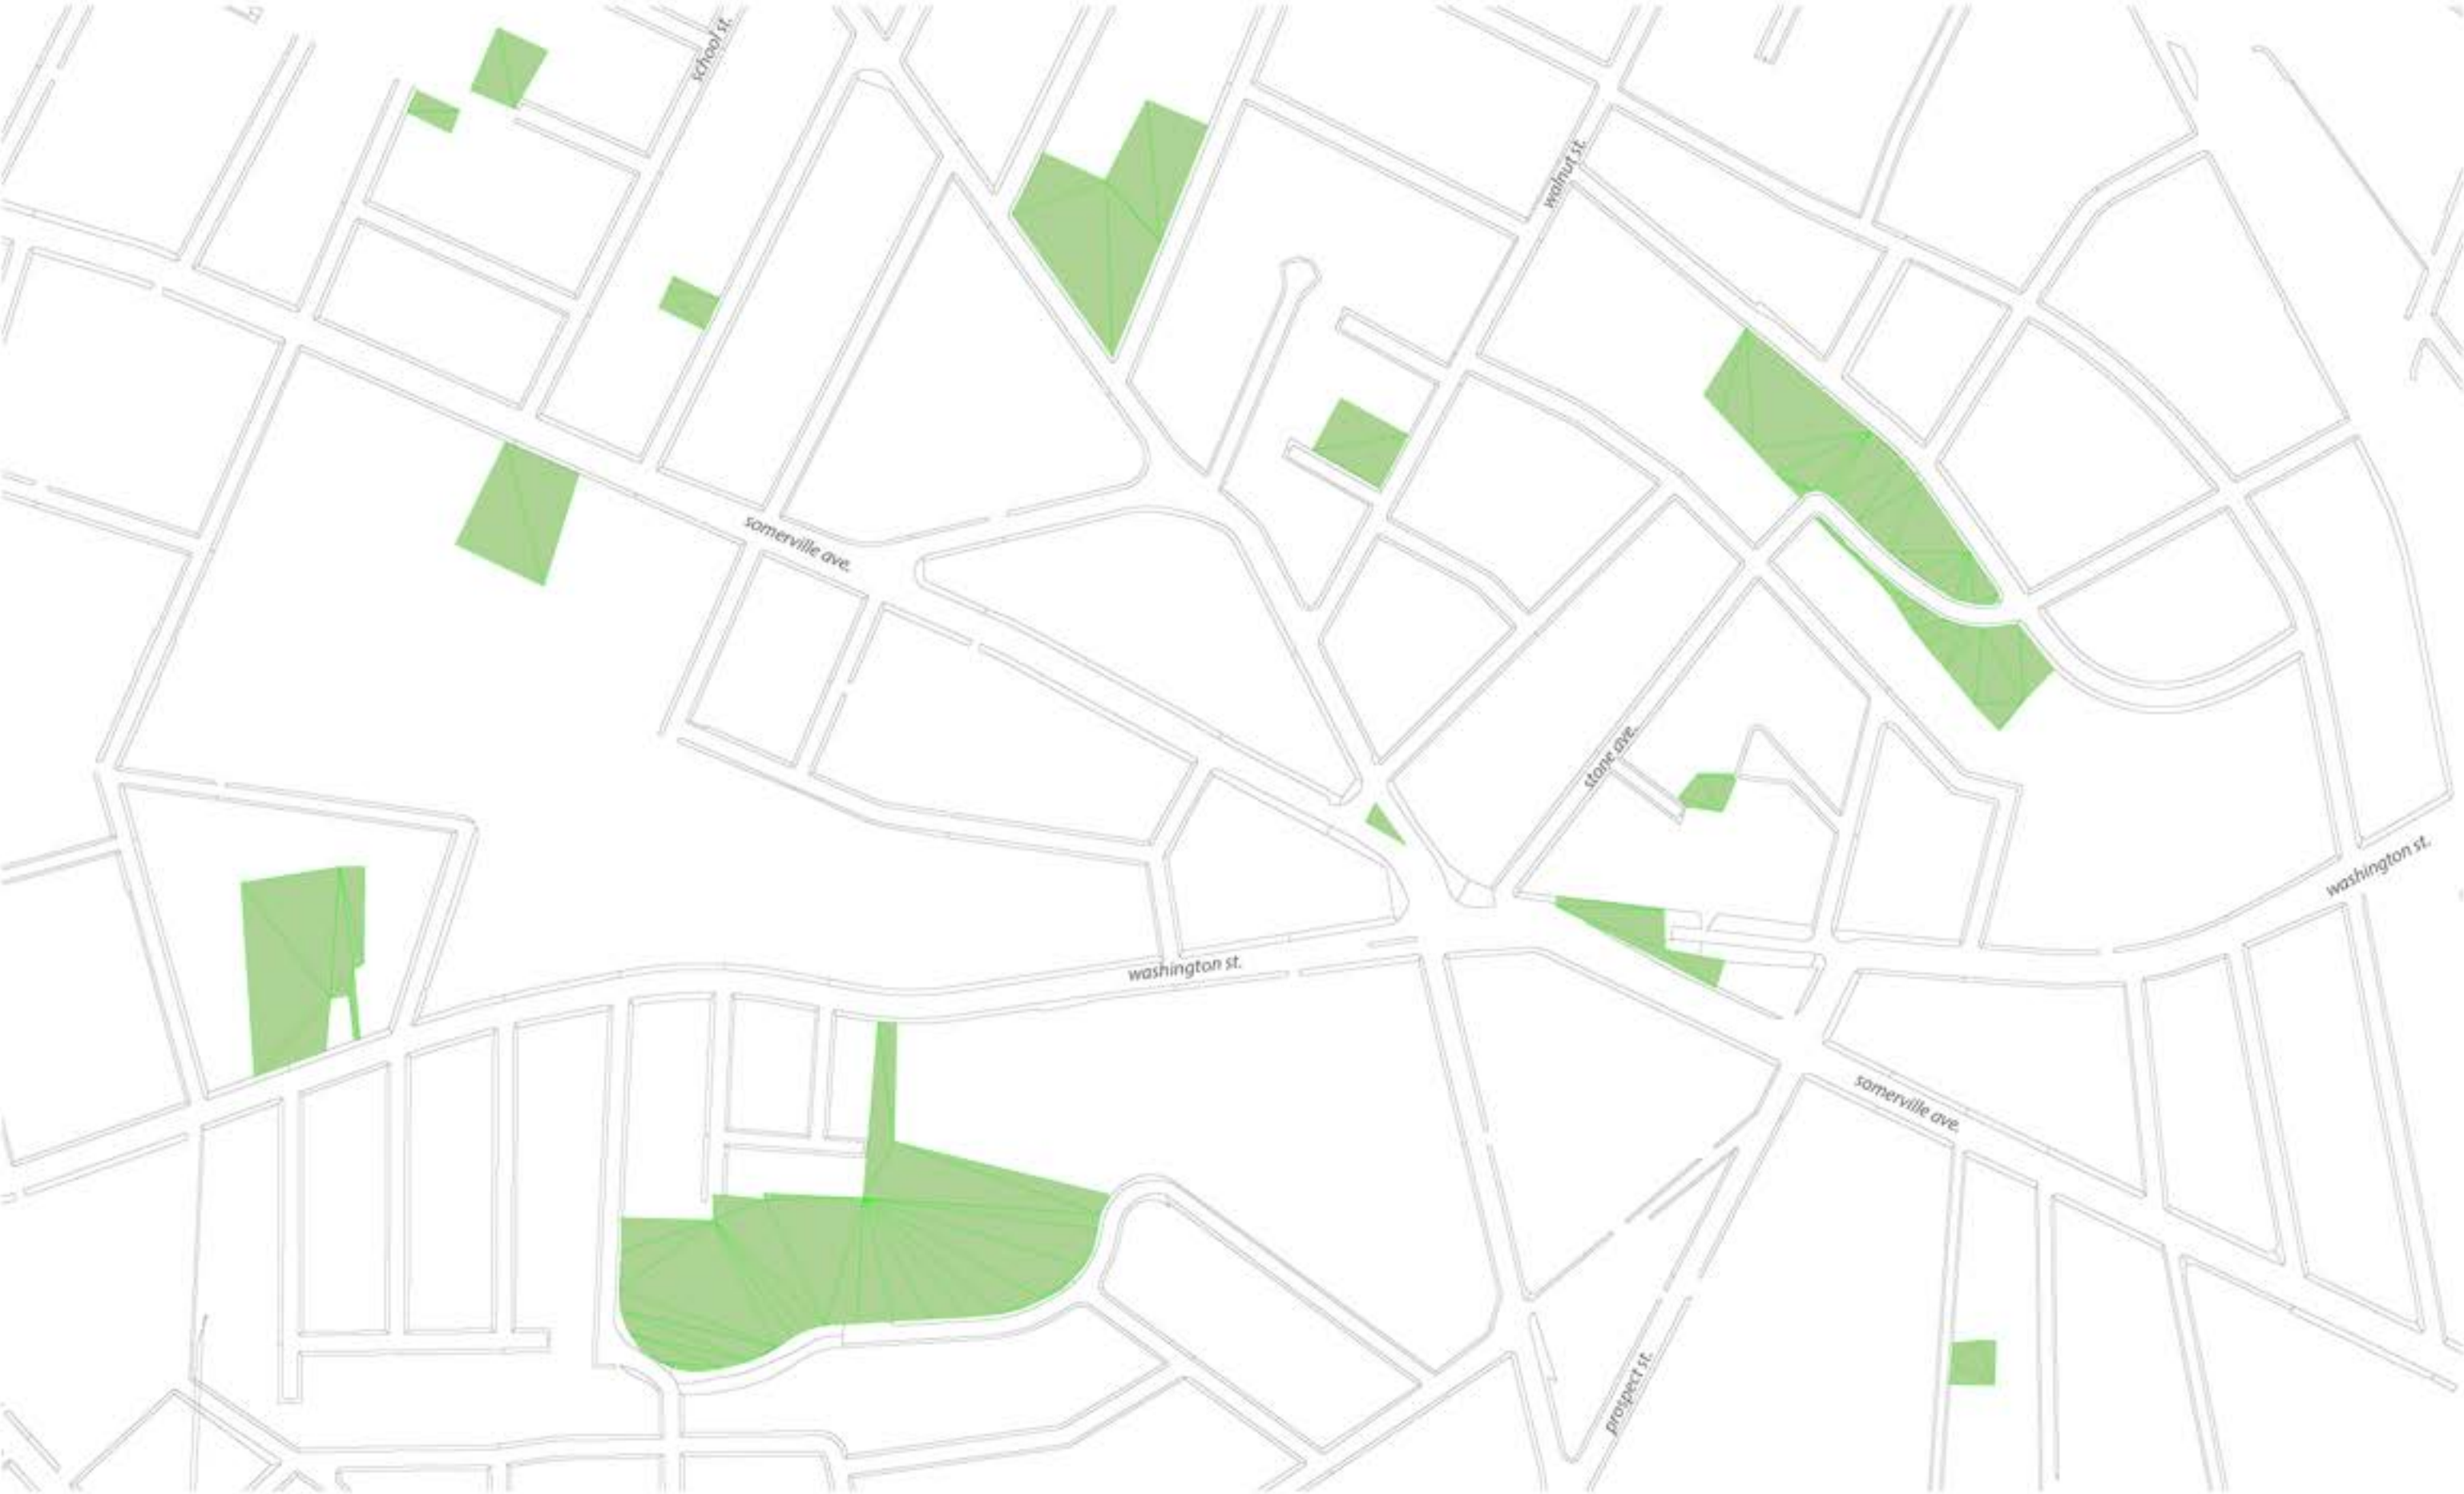 school st.
walnut st.
somerville ave.
stone ave.
washington st.
washington st.
somerville ave.
prospect st.